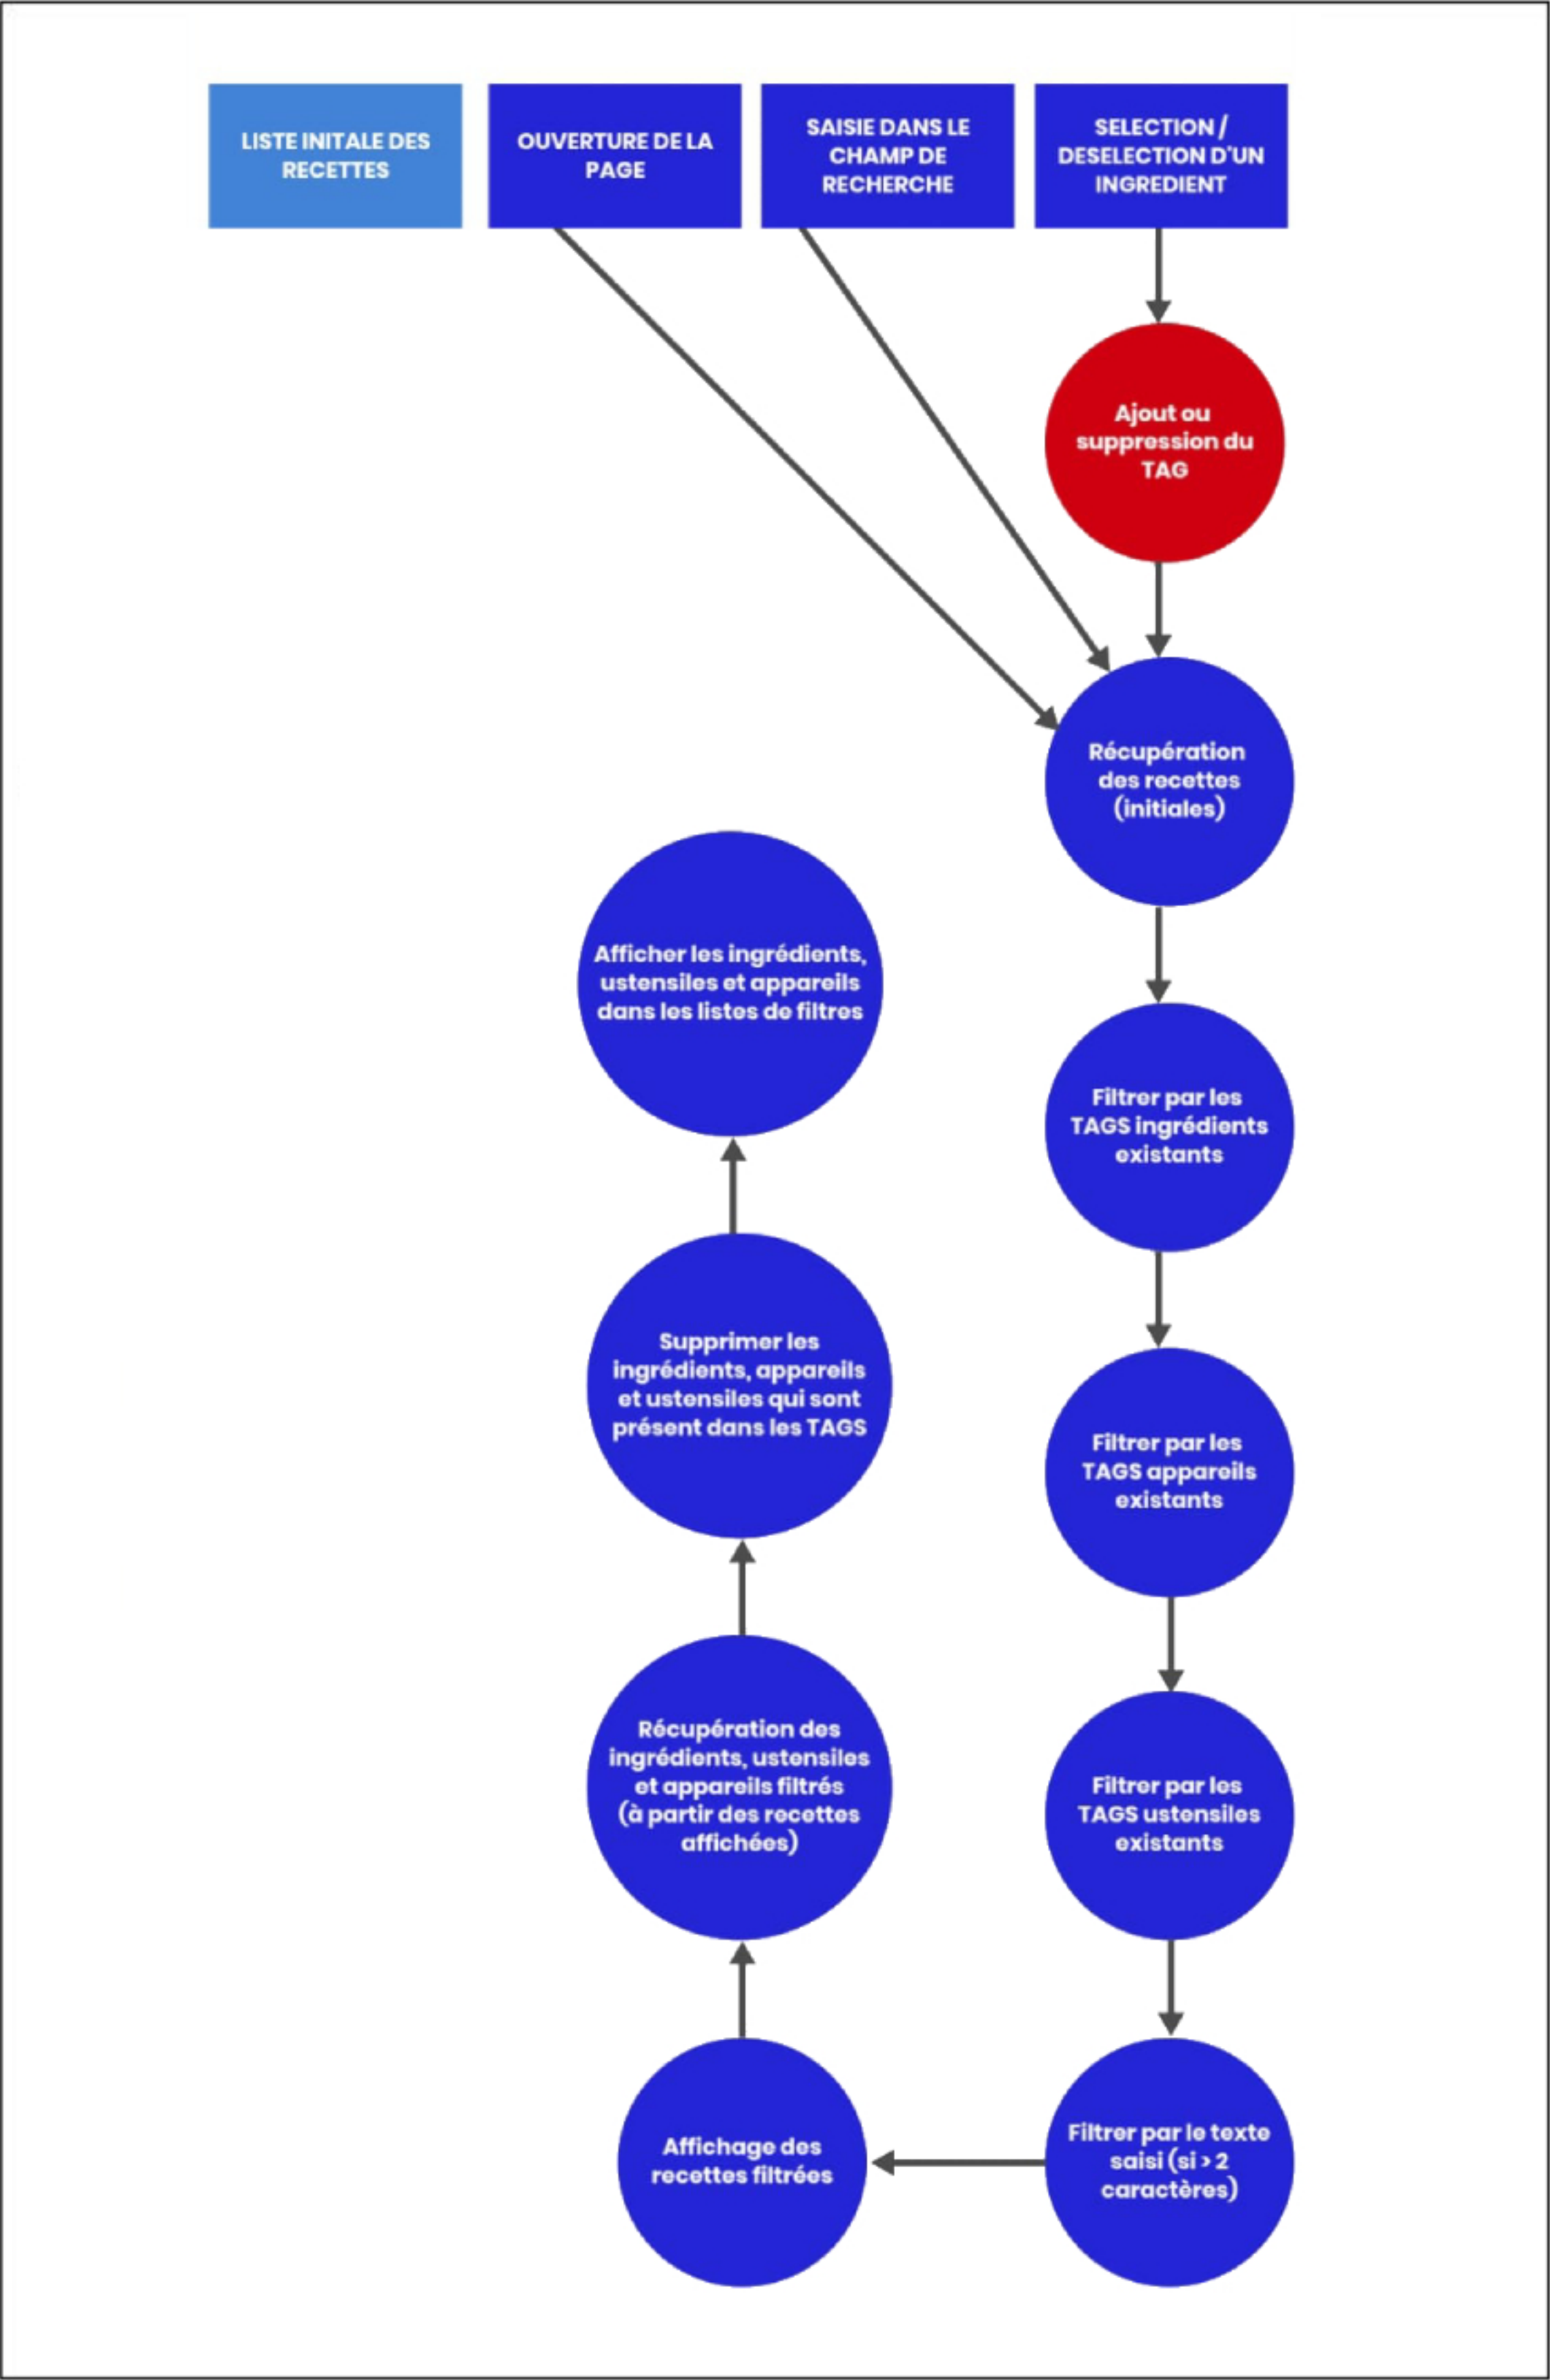 LISTE INITALE DES
RECETTES
OUVERTURE DE LA
PAGE
SAISIE DANS LE
CHAMP DE
RECHERCHE
SELECTION /
DESELECTION D'UN
INGREDIENT
Ajout ou
suppression du
TAG
Récupération
des recettes
(initiales)
Filtrer par les
TAGS ingrédients
existants
Filtrer par les
TAGS appareils
existants
Filtrer par les
TAGS ustensiles
existants
Filtrer par le texte
saisi (si > 2
caractères)
Affichage des
recettes filtrées
Récupération des
ingrédients, ustensiles
et appareils filtrés
(à partir des recettes
affichées)
Supprimer les
ingrédients, appareils
et ustensiles qui sont
présent dans les TAGS
Afficher les ingrédients,
ustensiles et appareils
dans les listes de filtres